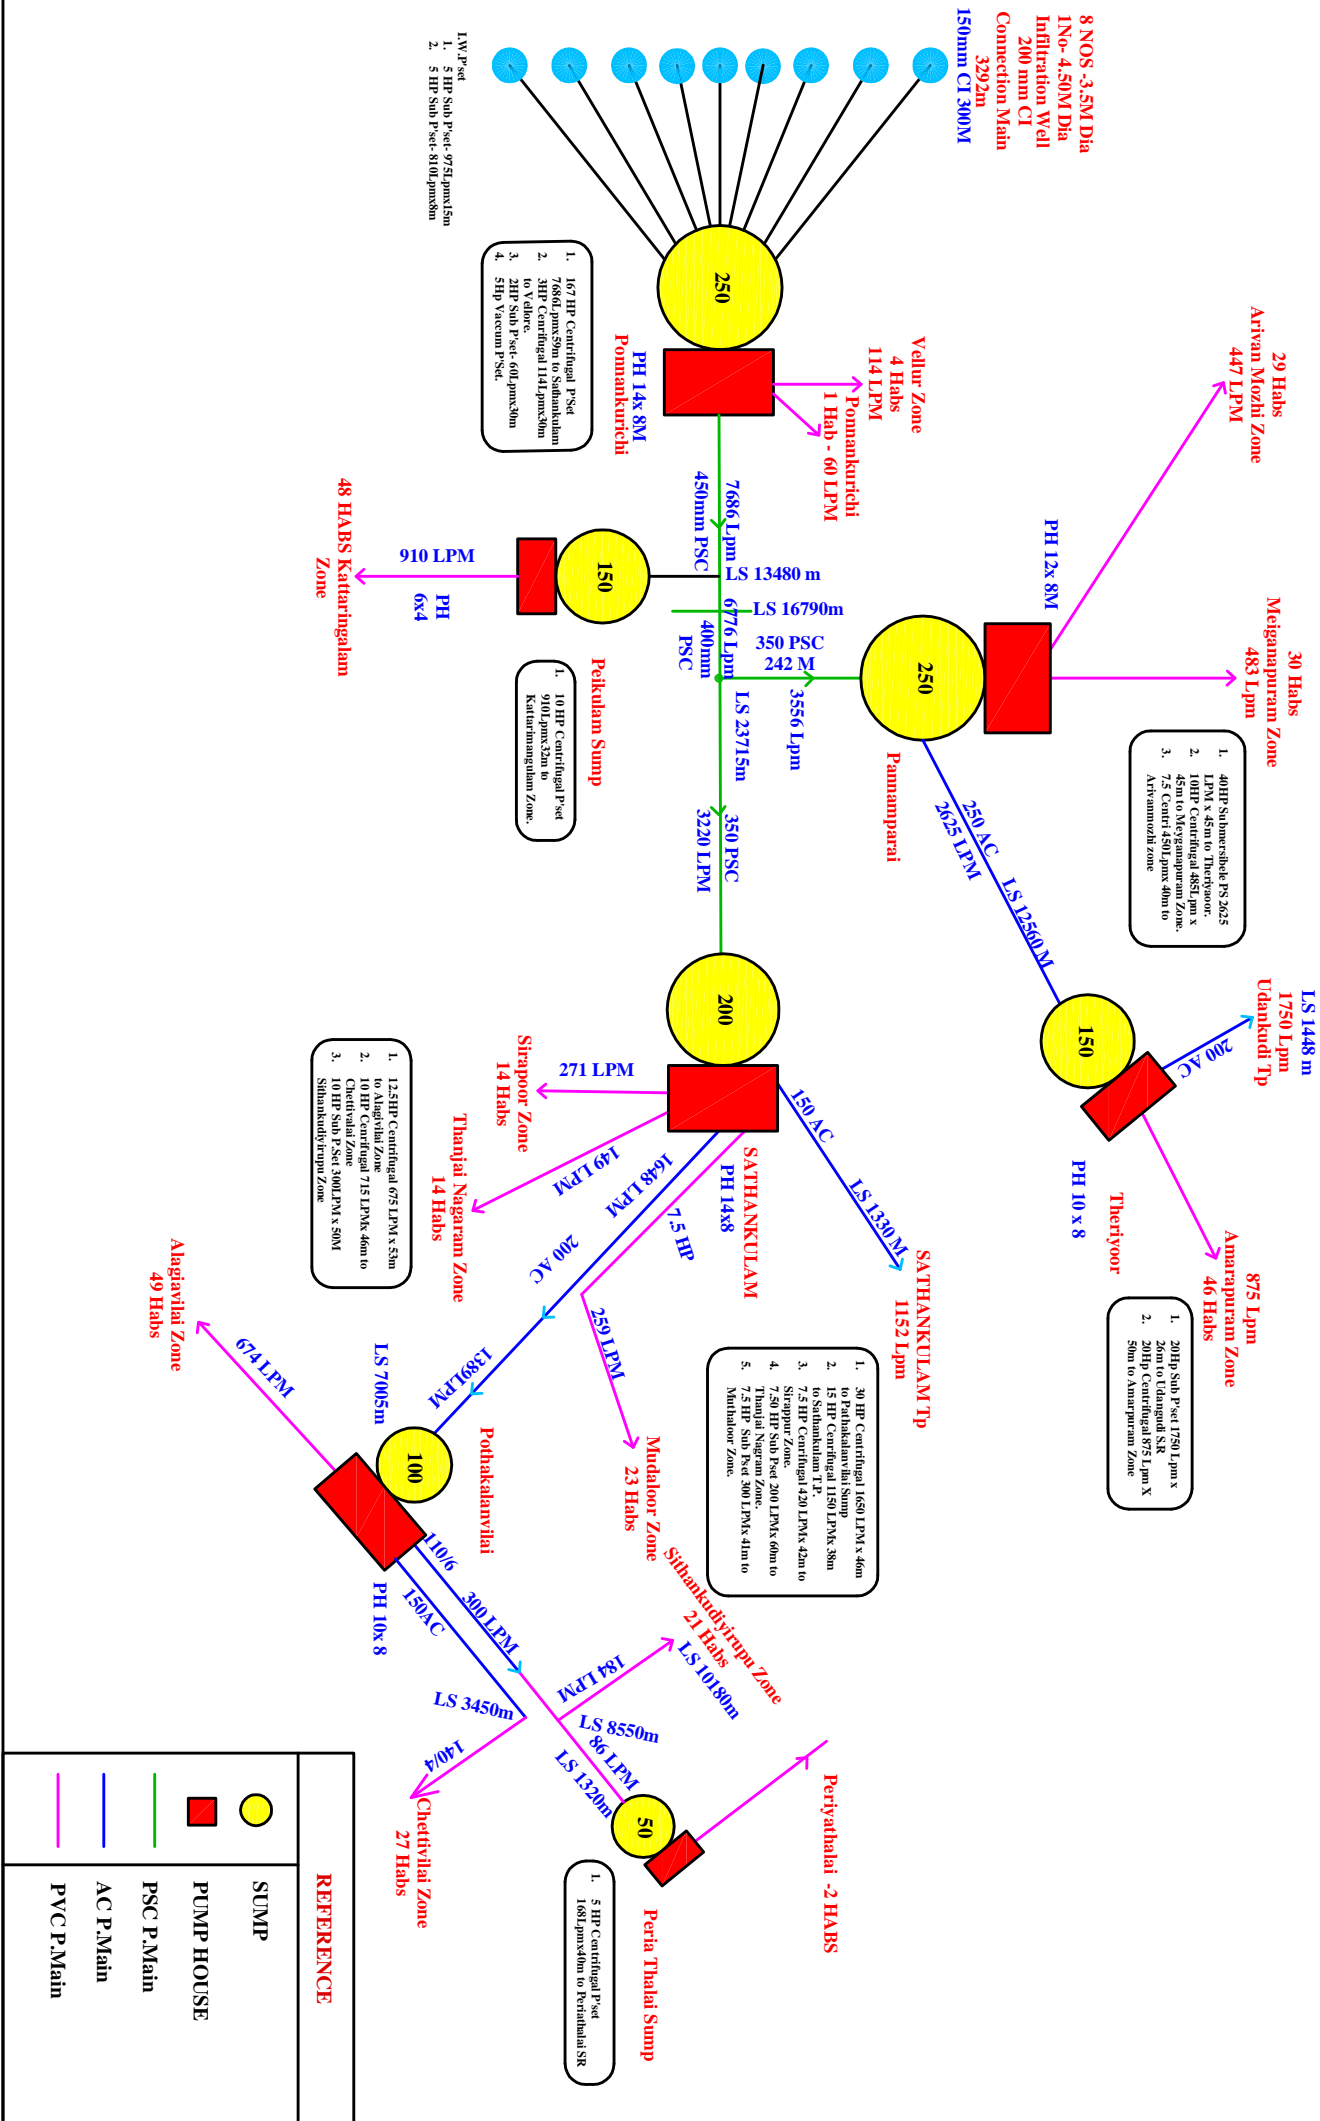 8 NOS -3.5M Dia
1No- 4.50M Dia
Infiltration Well
200 mm CI
Connection Main
3292m
150mm CI 300M
I.W.P'set
1. 5 HP Sub P'set- 975Lpmx15m
2. 5 HP Sub P'set- 810Lpmx8m
250
PH 14x 8M
Ponnankurichi
1. 167 HP Centrifugal P'Set
7686Lpmx59m to Sathankulam
2. 3HP Cenrifugal 114Lpmx30m
to Vellore.
3. 2HP Sub P'set- 60Lpmx30m
4. 5Hp Vaccum P'Set.
Vellur Zone
4 Habs
114 LPM
Ponnankurichi
1 Hab - 60 LPM
7686 Lpm
450mm PSC
LS 13480 m
LS 16790m
6776 Lpm
400mm
PSC
150
910 LPM
PH
6x4
48 HABS Kattaringalam
Zone
Peikulam Sump
1. 10 HP Centrifugal P'set
910Lpmx32m to
Kattarimangulam Zone.
350 PSC
242 M
3556 Lpm
LS 23715m
350 PSC
3220 LPM
29 Habs
Arivan Mozhi Zone
447 LPM
30 Habs
Meiganapuram Zone
483 Lpm
PH 12x 8M
250
Pannamparai
1. 40HP Submersibele PS 2625
LPM x 45m to Theriyaoor.
2. 10HP Centrifugal 485Lpm x
45m to Meyganapuram Zone.
3. 7.5 Centri 450Lpmx 40m to
Arivanmozhi zone
250 AC
2625 LPM
LS 12560 M
150
LS 1448 m
1750 Lpm
Udankudi Tp
200 AC
PH 10 x 8
Theriyoor
875 Lpm
Amarapuram Zone
46 Habs
1. 20Hp Sub P'set 1750 Lpm x
26m to Udangudi S.R
2. 20Hp Centrifugal 875 Lpm X
50m to Amarpuram Zone
200
SATHANKULAM
PH 14x8
271 LPM
Sirapoor Zone
14 Habs
149 LPM
Thanjai Nagaram Zone
14 Habs
150 AC
LS 1330 M
SATHANKULAM Tp
1152 Lpm
1648 LPM
200 AC
7.5 HP
259 LPM
Mudaloor Zone
23 Habs
1389LPM
LS 7005m
1. 12.5HP Centrifugal 675 LPM x 53m
to Alagivilai Zone
2. 10 HP Cenrifugal 715 LPMx 46m to
Chettivalai Zone
3. 10 HP Sub P.Set 300LPM x 50M
Sithankudiyirupu Zone
1. 30 HP Centrifugal 1650 LPM x 46m
to Pathakalanvilai Sump
2. 15 HP Cenrifugal 1150 LPMx 38m
to Sathankulam T.P.
3. 7.5 HP Cenrifugal 420 LPMx 42m to
Sirappur Zone.
4. 7.50 HP Sub Pset 200 LPMx 60m to
Thanjai Nagram Zone.
5. 7.5 HP Sub Pset 300 LPMx 41m to
Muthaloor Zone.
100
Pothakalanvilai
PH 10x 8
674 LPM
Alagiavilai Zone
49 Habs
110/6
300 LPM
150AC
LS 3450m
140/4
Chettivilai Zone
27 Habs
Sithankudiyirupu Zone
21 Habs
LS 10180m
184 LPM
LS 8550m
86 LPM
LS 1320m
50
Periyathalai -2 HABS
Peria Thalai Sump
1. 5 HP Centrifugal P'set
168Lpmx40m to Periathalai SR
REFERENCE
SUMP
PUMP HOUSE
PSC P.Main
AC P.Main
PVC P.Main